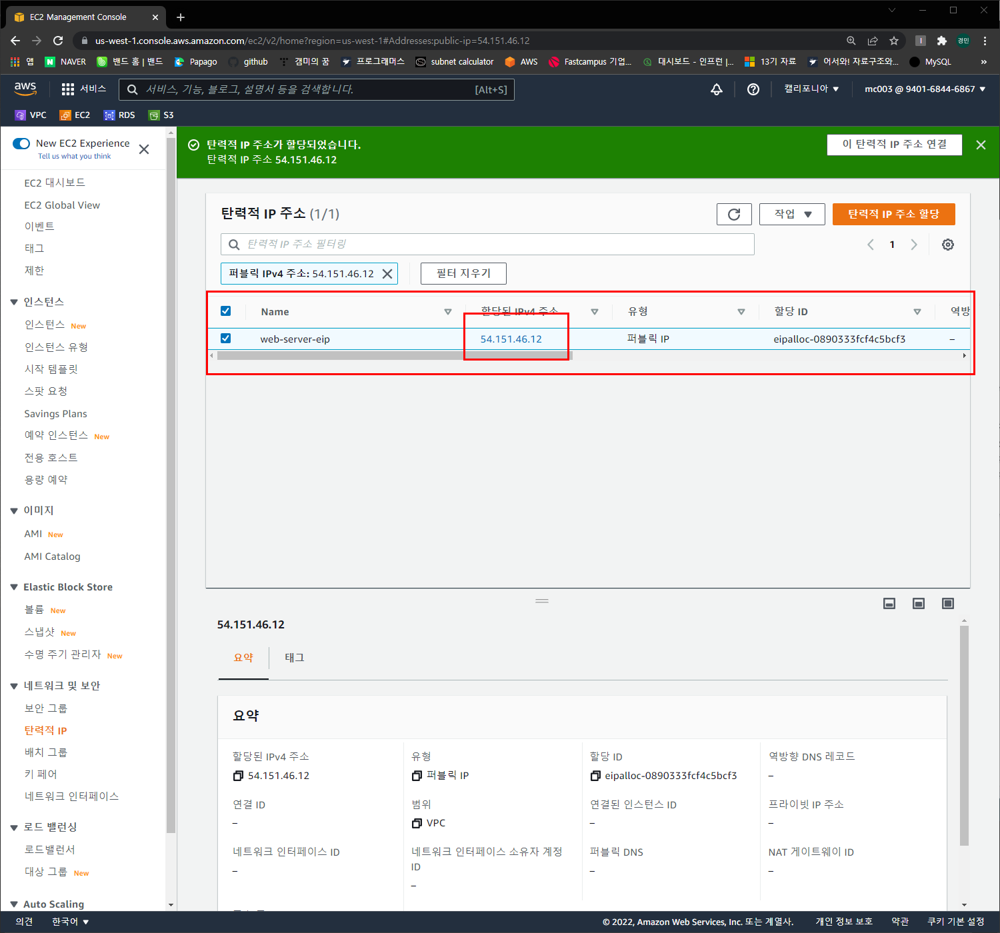 EC2 Management Console
us-west-1.console.aws.amazon.com/ec2/v2/home?region=us-west-1#Addresses:public-ip=54.151.46.12
I
경민
앱
N NAVER
밴드 홈 | 밴드
Papago
github
캠미의 꿈
프로그래머스
subnet calculator
AWS
Fastcampus 기업...
대시보드 - 인프런 |...
13기 자료
어서와! 자료구조와...
MySQL
»
aws
서비스
서비스, 기능, 블로그, 설명서 등을 검색합니다. [Alt+S]
캘리포니아 ▼
mc003 @ 9401-6844-6867 ▼
VPC
EC2
RDS
S3
New EC2 Experience
Tell us what you think
EC2 대시보드
EC2 Global View
이벤트
태그
제한
인스턴스
인스턴스 New
인스턴스 유형
시작 템플릿
스팟 요청
Savings Plans
예약 인스턴스 New
전용 호스트
용량 예약
이미지
AMI New
AMI Catalog
Elastic Block Store
볼륨 New
스냅샷 New
수명 주기 관리자 New
네트워크 및 보안
보안 그룹
탄력적 IP
배치 그룹
키 페어
네트워크 인터페이스
로드 밸런싱
로드밸런서
대상 그룹 New
Auto Scaling
탄력적 IP 주소가 할당되었습니다.
탄력적 IP 주소 54.151.46.12
이 탄력적 IP 주소 연결
탄력적 IP 주소 (1/1)
작업 ▼
탄력적 IP 주소 할당
탄력적 IP 주소 필터링
1
퍼블릭 IPv4 주소: 54.151.46.12
필터 지우기
Name 할당된 IPv4 주소 유형 할당 ID 역방
web-server-eip 54.151.46.12 퍼블릭 IP eipalloc-0890333fcf4c5bcf3 –
54.151.46.12
요약
태그
요약
할당된 IPv4 주소
54.151.46.12
유형
퍼블릭 IP
할당 ID
eipalloc-0890333fcf4c5bcf3
역방향 DNS 레코드
–
연결 ID
–
범위
VPC
연결된 인스턴스 ID
–
프라이빗 IP 주소
–
네트워크 인터페이스 ID
–
네트워크 인터페이스 소유자 계정
ID
–
퍼블릭 DNS
–
NAT 게이트웨이 ID
–
의견
한국어 ▼
© 2022, Amazon Web Services, Inc. 또는 계열사.
개인 정보 보호
약관
쿠키 기본 설정